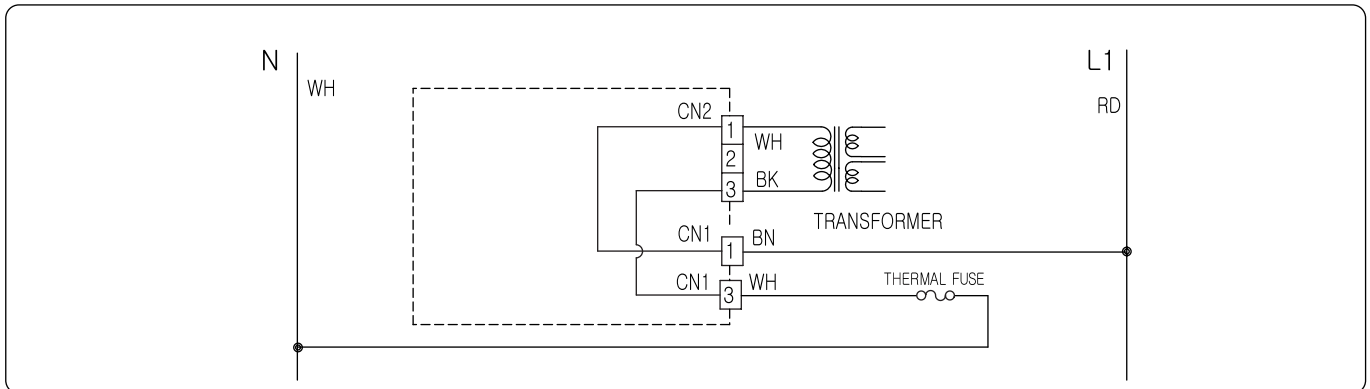 N
L1
WH
RD
CN2
1
WH
2
3
BK
TRANSFORMER
CN1
1
BN
CN1
3
WH
THERMAL FUSE